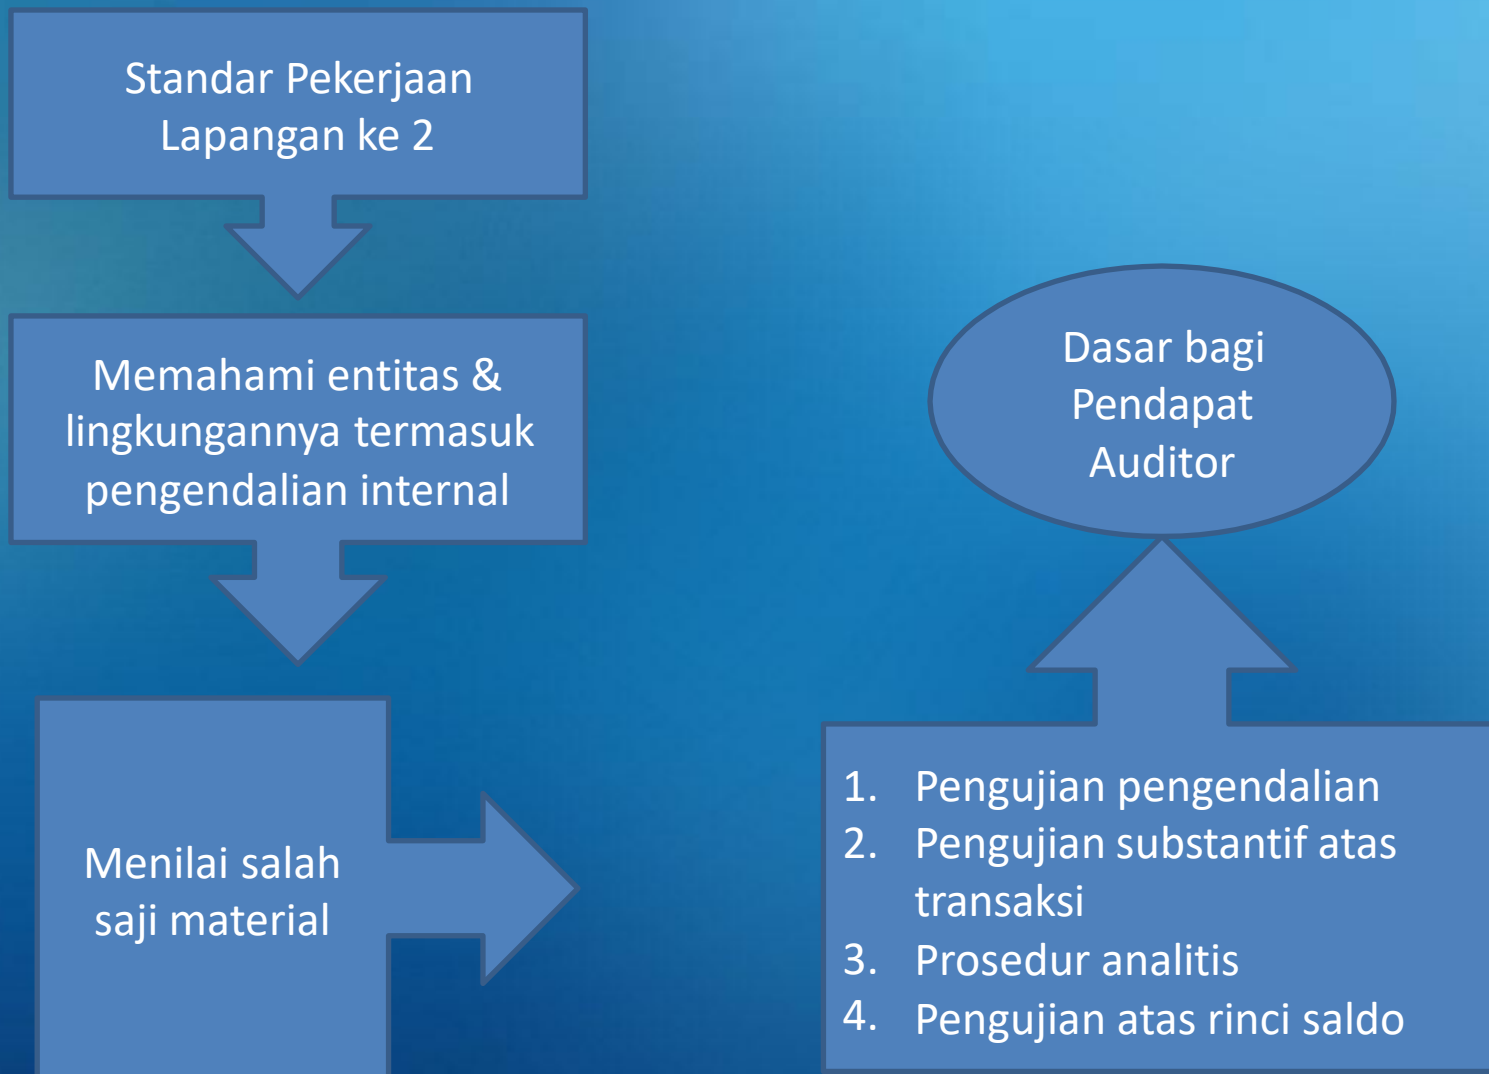 Standar Pekerjaan
Lapangan ke 2
Memahami entitas &
lingkungannya termasuk
pengendalian internal
Menilai salah
saji material
Dasar bagi
Pendapat
Auditor
1. Pengujian pengendalian
2. Pengujian substantif atas
transaksi
3. Prosedur analitis
4. Pengujian atas rinci saldo